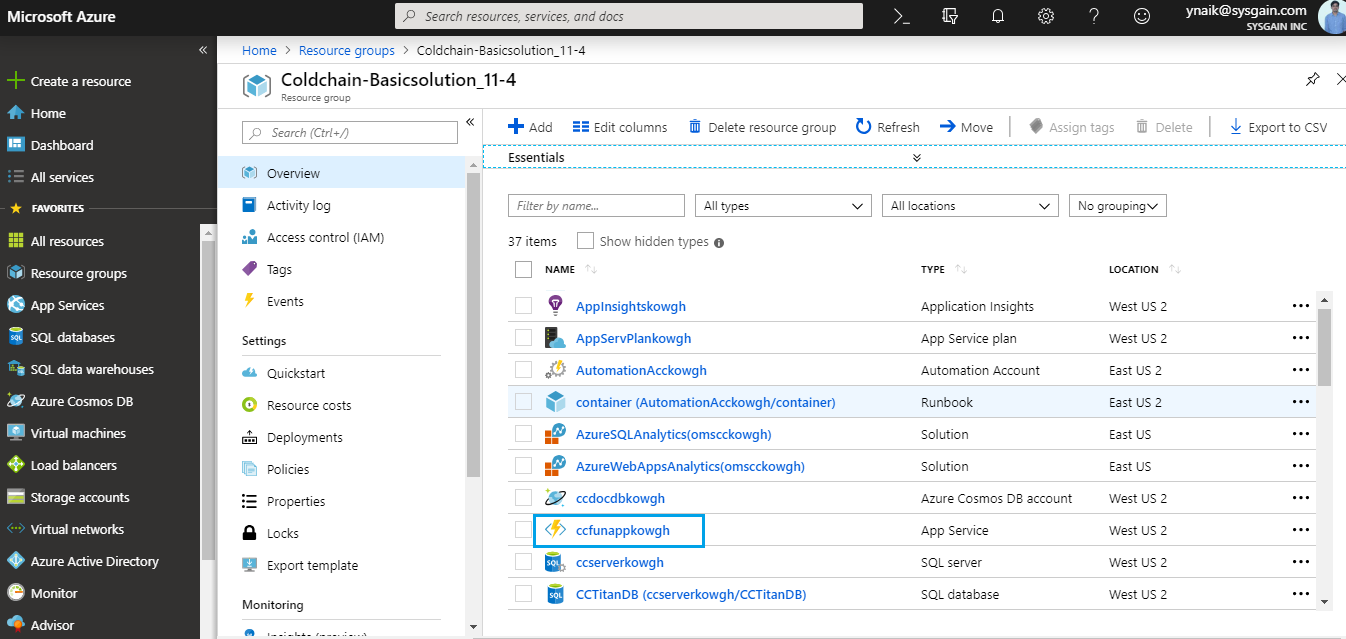 Microsoft Azure
Search resources, services, and docs
ynaik@sysgain.com
SYSGAIN INC
Create a resource
Home
Dashboard
All services
FAVORITES
All resources
Resource groups
App Services
SQL databases
SQL data warehouses
Azure Cosmos DB
Virtual machines
Load balancers
Storage accounts
Virtual networks
Azure Active Directory
Monitor
Advisor
Home > Resource groups > Coldchain-Basicsolution_11-4
Coldchain-Basicsolution_11-4
Resource group
Search (Ctrl+/)
Overview
Activity log
Access control (IAM)
Tags
Events
Settings
Quickstart
Resource costs
Deployments
Policies
Properties
Locks
Export template
Monitoring
Insights (preview)
Add Edit columns Delete resource group Refresh Move Assign tags Delete Export to CSV
Essentials
Filter by name... All types All locations No grouping
37 items Show hidden types
NAME TYPE LOCATION
AppInsightskowgh Application Insights West US 2
AppServPlankowgh App Service plan West US 2
AutomationAcckowgh Automation Account East US 2
container (AutomationAcckowgh/container) Runbook East US 2
AzureSQLAnalytics(omscckowgh) Solution East US
AzureWebAppsAnalytics(omscckowgh) Solution East US
ccdocdbkowgh Azure Cosmos DB account West US 2
ccfunappkowgh App Service West US 2
ccserverkowgh SQL server West US 2
CCTitanDB (ccserverkowgh/CCTitanDB) SQL database West US 2